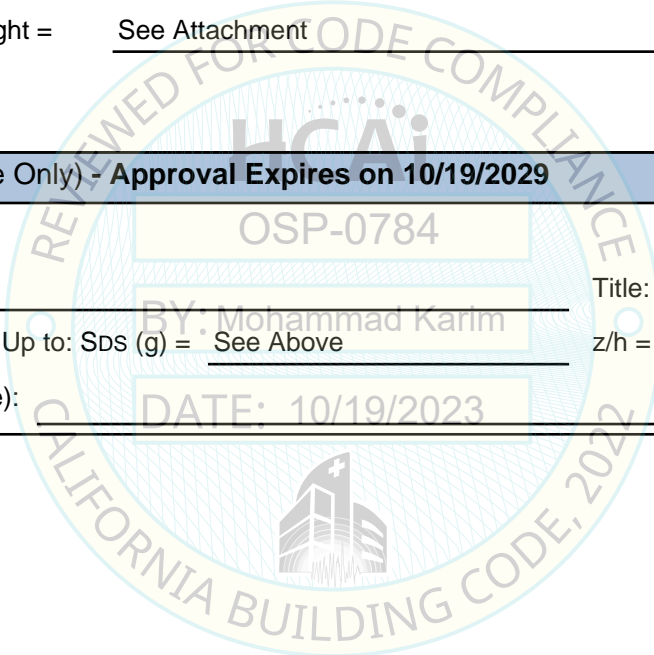 ght = See Attachment
REVIEWED FOR CODE COMPLIANCE
HCAi
e Only) - Approval Expires on 10/19/2029
OSP-0784
Title:
BY: Mohammad Karim
Up to: SDS (g) = See Above z/h =
e):
DATE: 10/19/2023
CALIFORNIA BUILDING CODE, 2022